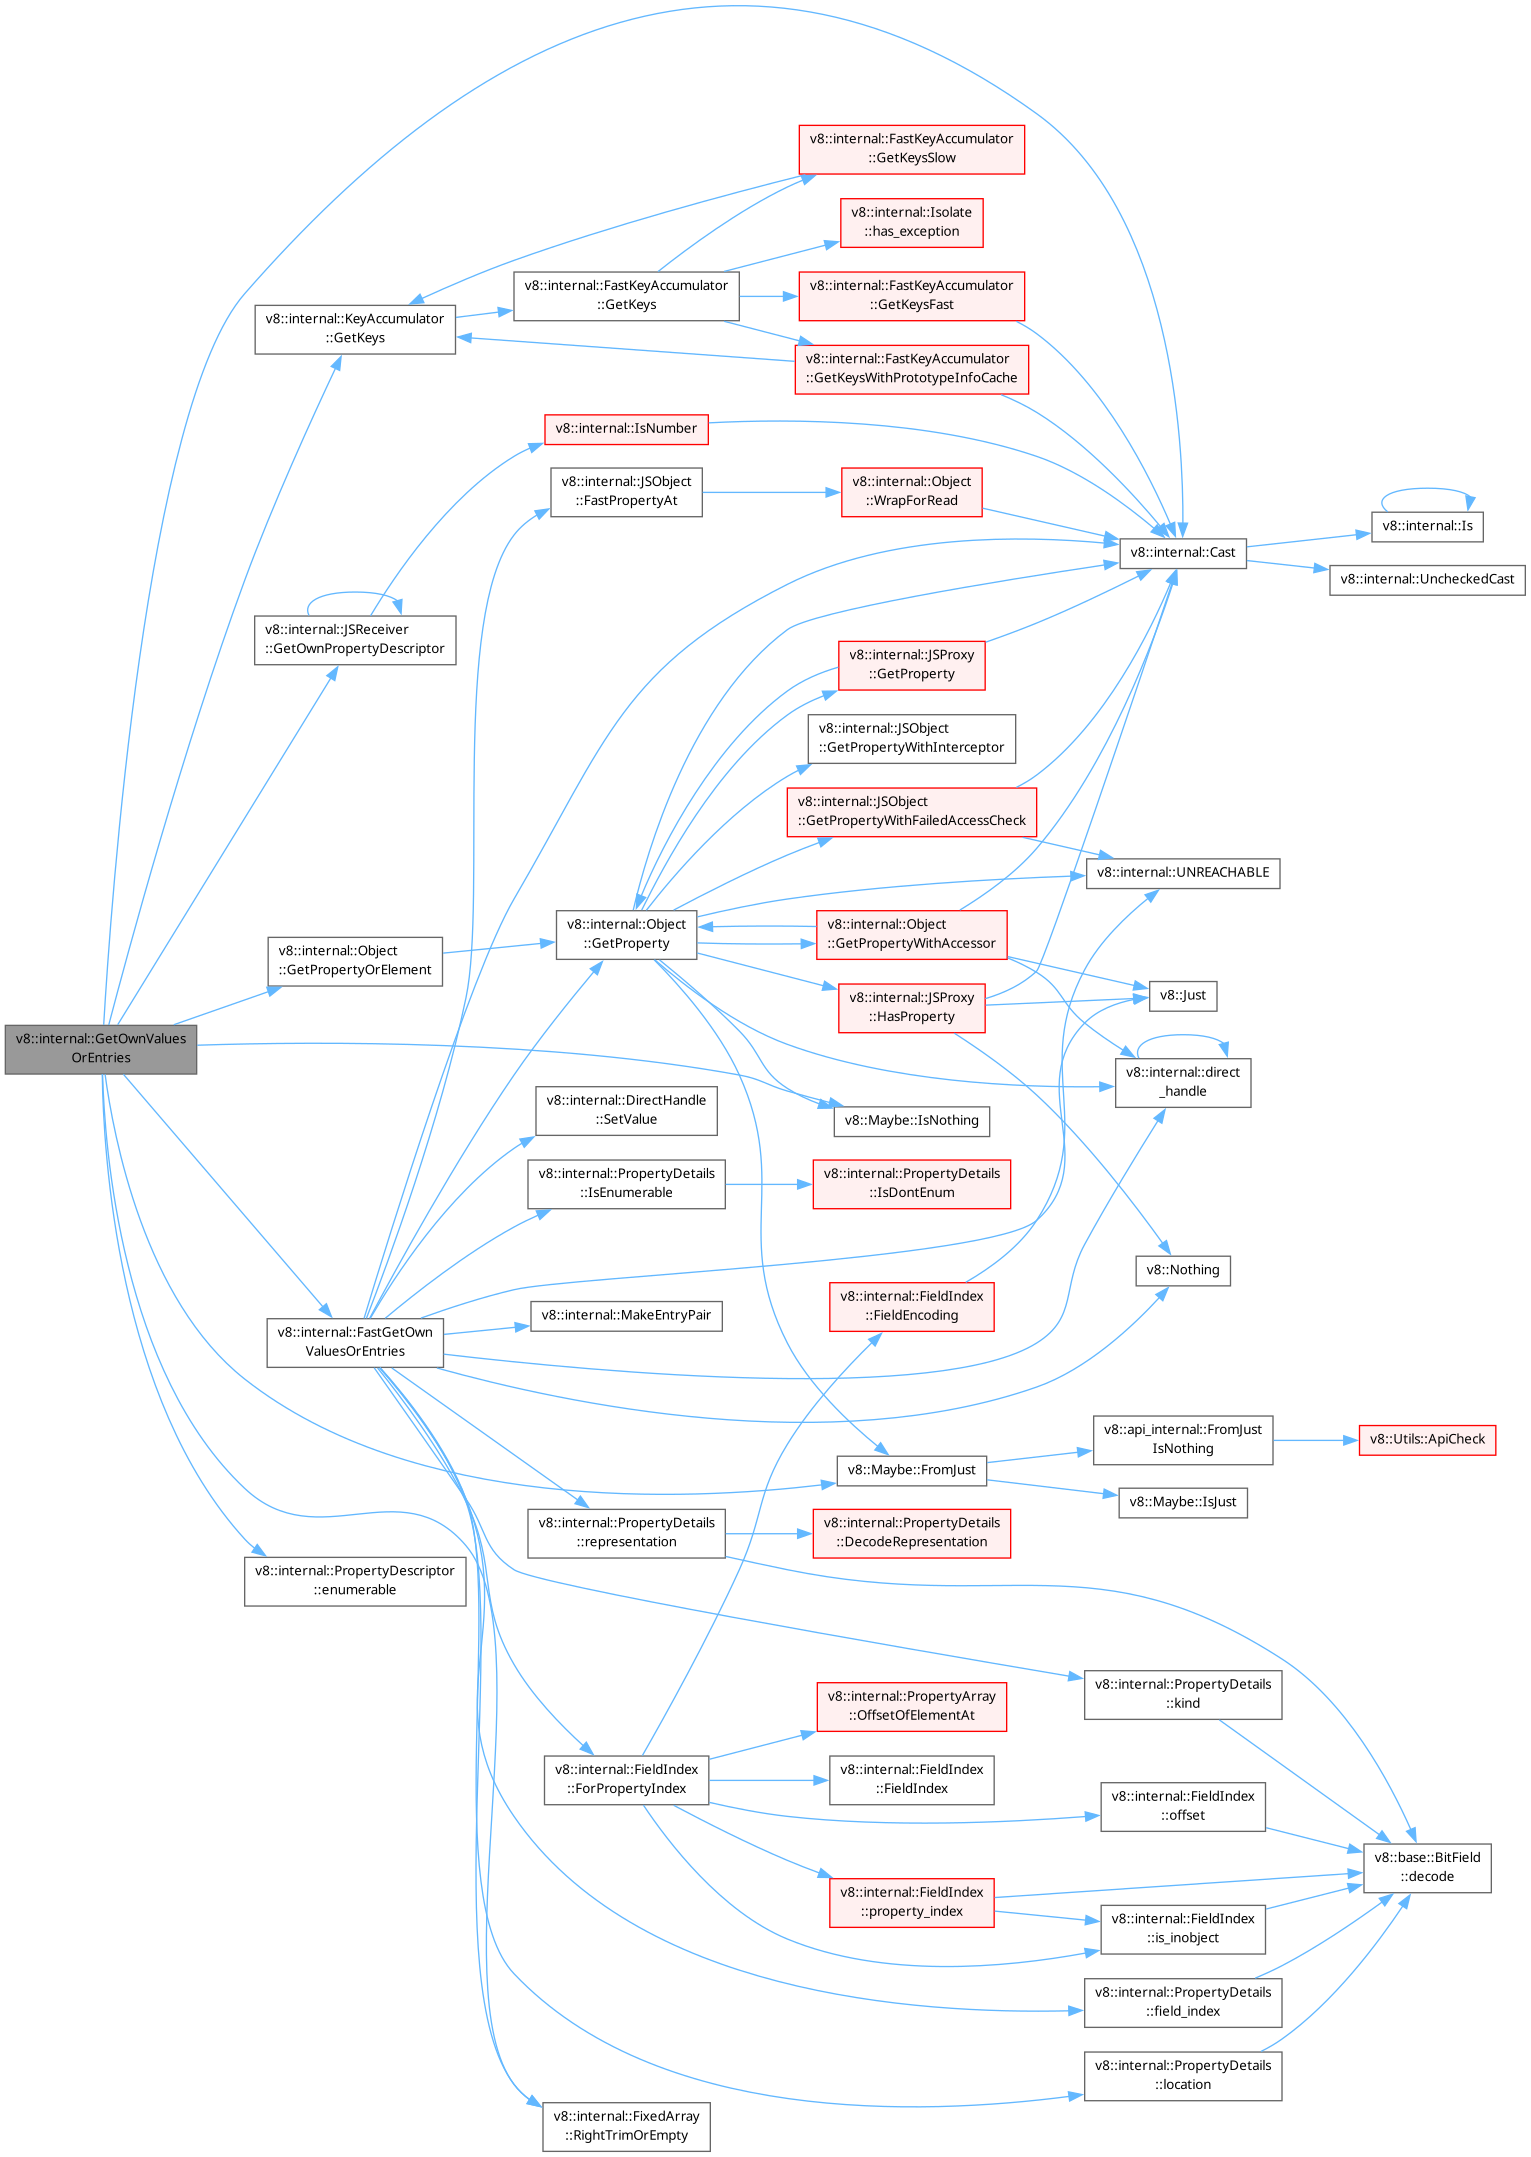 v8::internal::FastKeyAccumulator
::GetKeysSlow
v8::internal::Isolate
::has_exception
v8::internal::FastKeyAccumulator
::GetKeys
v8::internal::FastKeyAccumulator
::GetKeysFast
v8::internal::KeyAccumulator
::GetKeys
v8::internal::FastKeyAccumulator
::GetKeysWithPrototypeInfoCache
v8::internal::IsNumber
v8::internal::JSObject
::FastPropertyAt
v8::internal::Object
::WrapForRead
v8::internal::Is
v8::internal::Cast
v8::internal::UncheckedCast
v8::internal::JSReceiver
::GetOwnPropertyDescriptor
v8::internal::JSProxy
::GetProperty
v8::internal::JSObject
::GetPropertyWithInterceptor
v8::internal::JSObject
::GetPropertyWithFailedAccessCheck
v8::internal::UNREACHABLE
v8::internal::Object
::GetProperty
v8::internal::Object
::GetPropertyWithAccessor
v8::internal::Object
::GetPropertyOrElement
v8::internal::JSProxy
::HasProperty
v8::Just
v8::internal::GetOwnValues
OrEntries
v8::internal::direct
_handle
v8::internal::DirectHandle
::SetValue
v8::Maybe::IsNothing
v8::internal::PropertyDetails
::IsEnumerable
v8::internal::PropertyDetails
::IsDontEnum
v8::Nothing
v8::internal::FieldIndex
::FieldEncoding
v8::internal::MakeEntryPair
v8::internal::FastGetOwn
ValuesOrEntries
v8::api_internal::FromJust
IsNothing
v8::Utils::ApiCheck
v8::Maybe::FromJust
v8::Maybe::IsJust
v8::internal::PropertyDetails
::representation
v8::internal::PropertyDetails
::DecodeRepresentation
v8::internal::PropertyDescriptor
::enumerable
v8::internal::PropertyDetails
::kind
v8::internal::PropertyArray
::OffsetOfElementAt
v8::internal::FieldIndex
::ForPropertyIndex
v8::internal::FieldIndex
::FieldIndex
v8::internal::FieldIndex
::offset
v8::base::BitField
::decode
v8::internal::FieldIndex
::property_index
v8::internal::FieldIndex
::is_inobject
v8::internal::PropertyDetails
::field_index
v8::internal::PropertyDetails
::location
v8::internal::FixedArray
::RightTrimOrEmpty